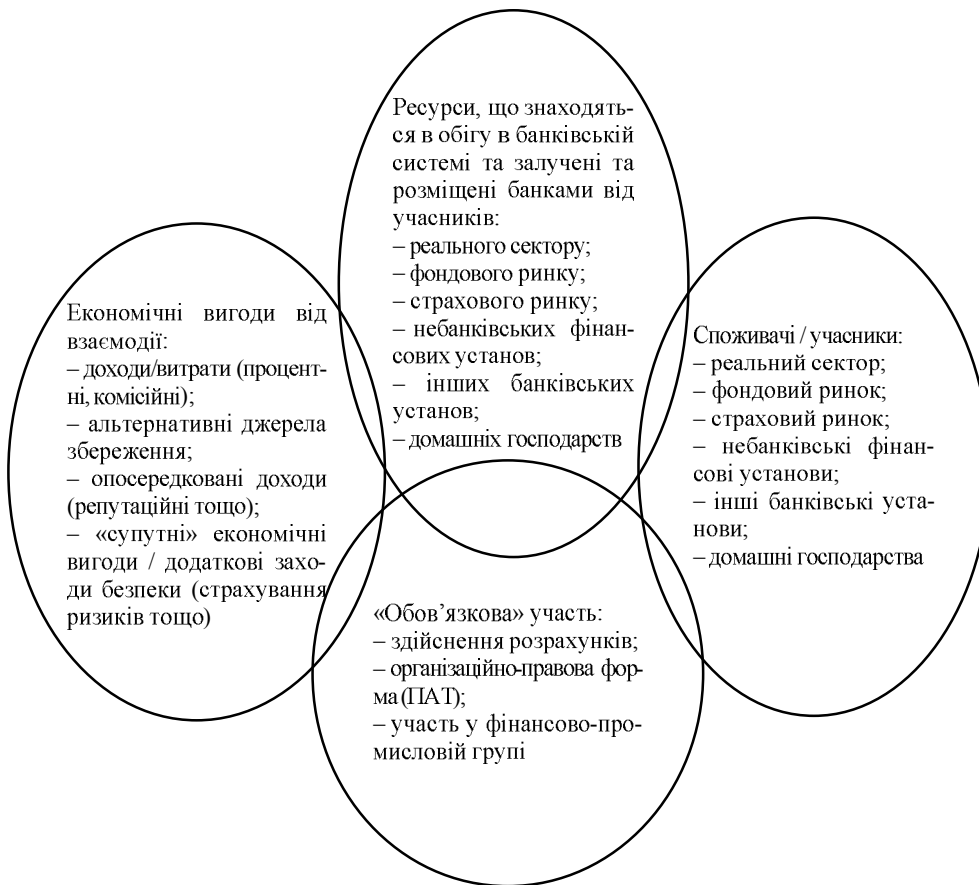 Ресурси, що знаходять-
ся в обігу в банківській
системі та залучені та
розміщені банками від
учасників:
– реального сектору;
– фондового ринку;
– страхового ринку;
– небанківських фінан-
сових установ;
– інших банківських
установ;
– домашніх господарств
Економічні вигоди від
взаємодії:
– доходи/витрати (процент-
ні, комісійні);
– альтернативні джерела
збереження;
– опосередковані доходи
(репутаційні тощо);
– «супутні» економічні
вигоди / додаткові захо-
ди безпеки (страхування
ризиків тощо)
Споживачі / учасники:
– реальний сектор;
– фондовий ринок;
– страховий ринок;
– небанківські фінан-
сові установи;
– інші банківські уста-
нови;
– домашні господарства
«Обов’язкова» участь:
– здійснення розрахунків;
– організаційно-правова фор-
ма (ПАТ);
– участь у фінансово-про-
мисловій групі